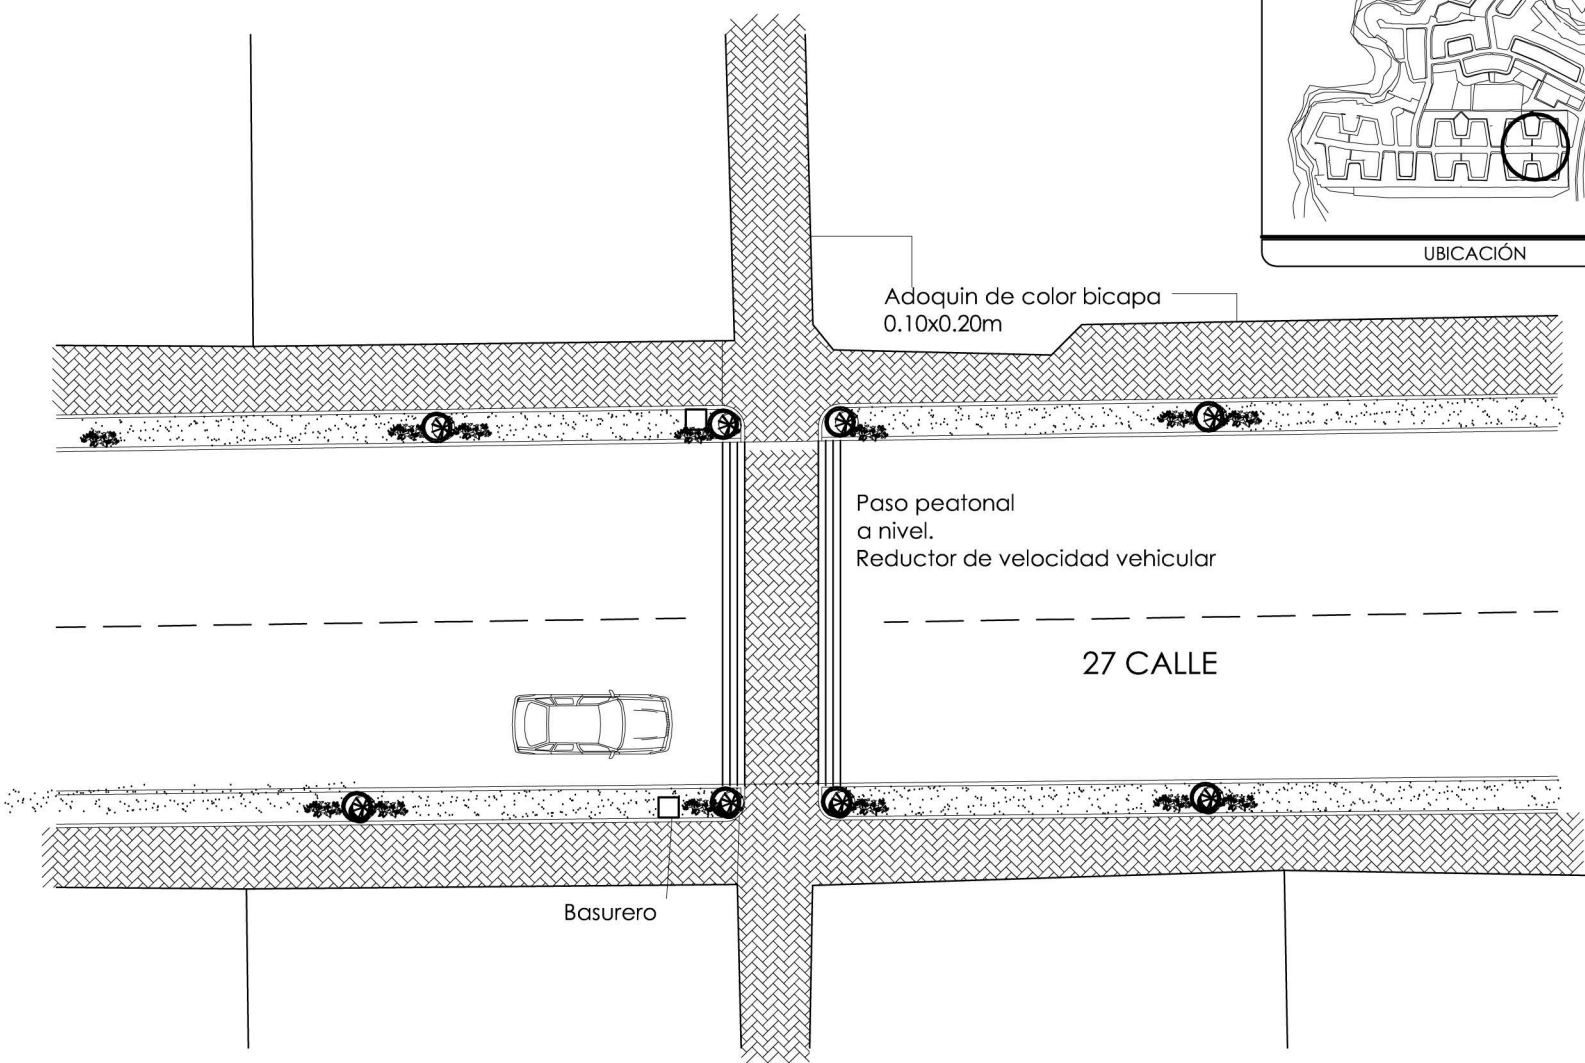 UBICACIÓN
Adoquin de color bicapa
0.10x0.20m
Paso peatonal
a nivel.
Reductor de velocidad vehicular
27 CALLE
Basurero